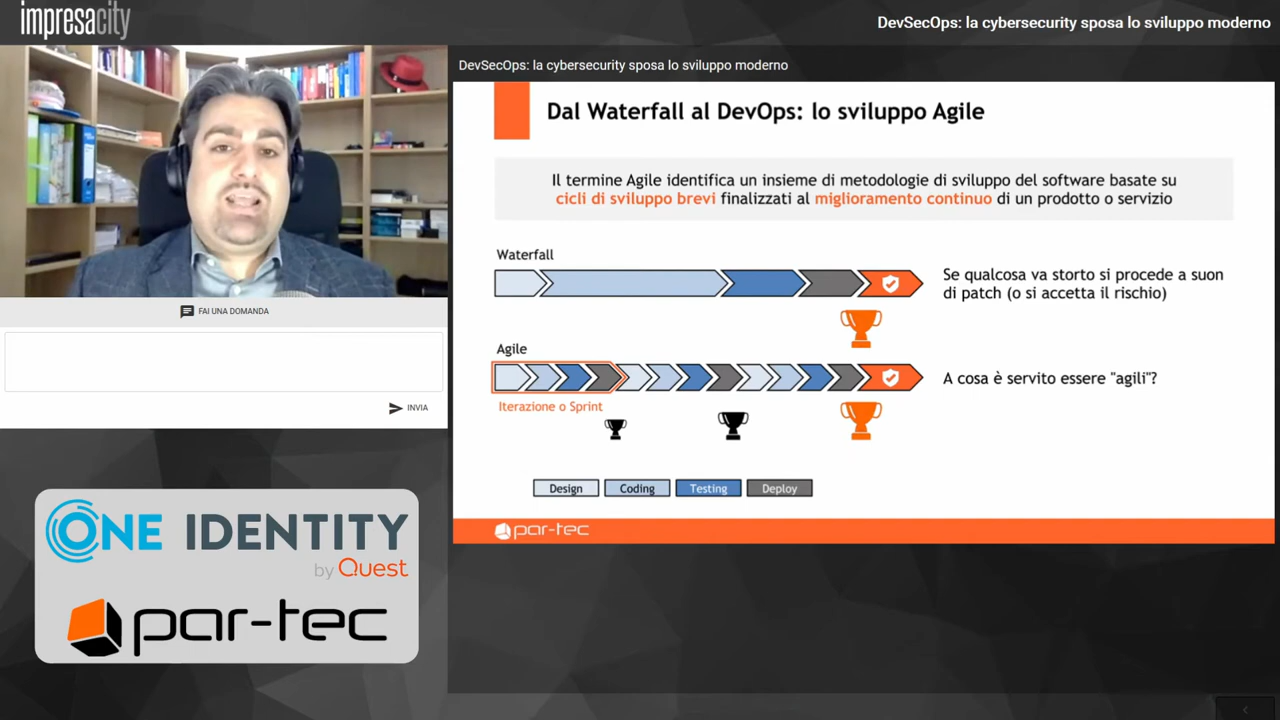 impresacity
DevSecOps: la cybersecurity sposa lo sviluppo moderno
DevSecOps: la cybersecurity sposa lo sviluppo moderno
Dal Waterfall al DevOps: lo sviluppo Agile
Il termine Agile identifica un insieme di metodologie di sviluppo del software basate su
cicli di sviluppo brevi finalizzati al miglioramento continuo di un prodotto o servizio
Waterfall
Se qualcosa va storto si procede a suon
di patch (o si accetta il rischio)
Agile
A cosa è servito essere "agili"?
Iterazione o Sprint
Design Coding Testing Deploy
par-tec
FAI UNA DOMANDA
INVIA
ONE IDENTITY
by Quest
par-tec